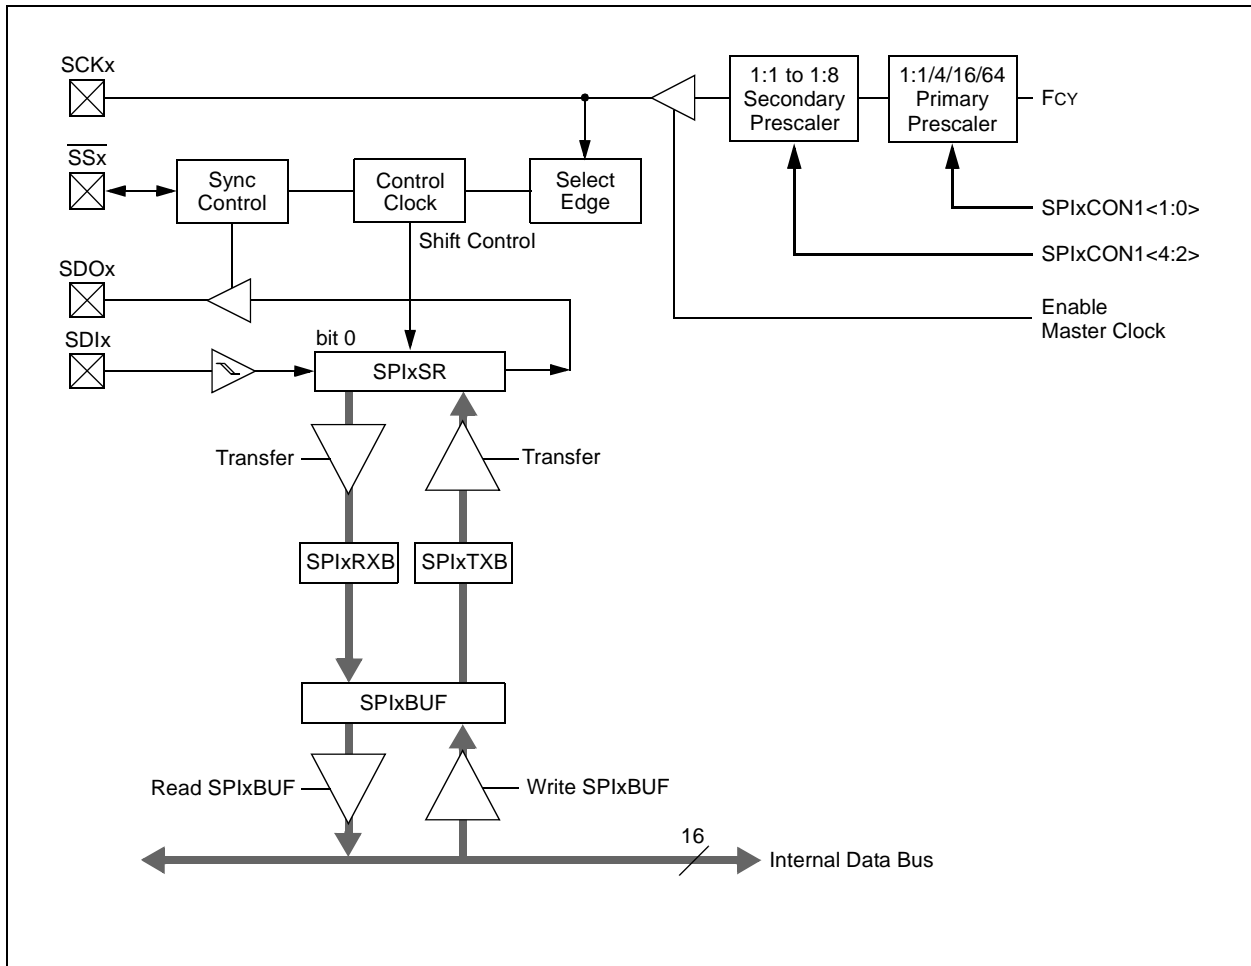 SCKx
1:1 to 1:8
Secondary
Prescaler
1:1/4/16/64
Primary
Prescaler
FCY
SSx
Sync
Control
Control
Clock
Select
Edge
SPIxCON1<1:0>
Shift Control
SPIxCON1<4:2>
SDOx
Enable
Master Clock
SDIx
bit 0
SPIxSR
Transfer
Transfer
SPIxRXB
SPIxTXB
SPIxBUF
Read SPIxBUF
Write SPIxBUF
16
Internal Data Bus